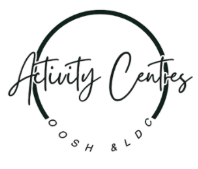 Activity Centres
OOSH & LDC